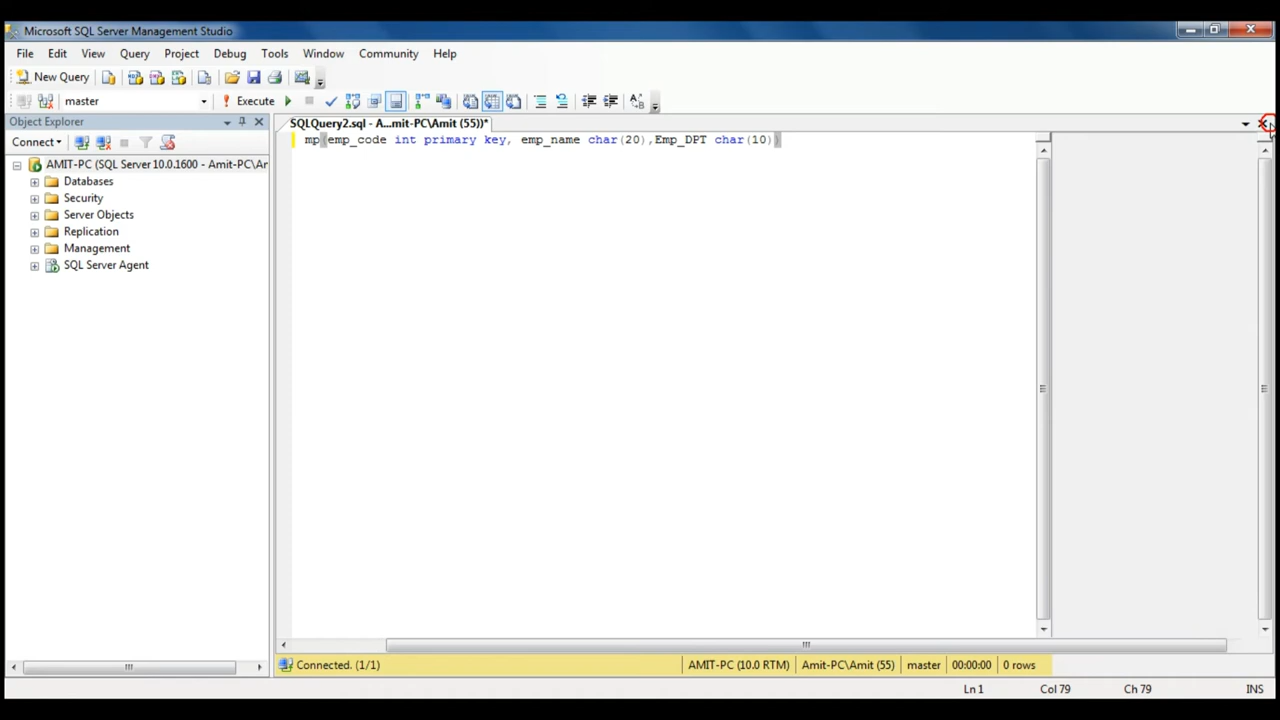 Microsoft SQL Server Management Studio
File Edit View Query Project Debug Tools Window Community Help
New Query
master Execute
Object Explorer
SQLQuery2.sql - A...mit-PC\Amit (55))*
Connect
mp(emp_code int primary key, emp_name char(20),Emp_DPT char(10))
AMIT-PC (SQL Server 10.0.1600 - Amit-PC\Ar
Databases
Security
Server Objects
Replication
Management
SQL Server Agent
Connected. (1/1) AMIT-PC (10.0 RTM) Amit-PC\Amit (55) master 00:00:00 0 rows
Ln 1 Col 79 Ch 79 INS